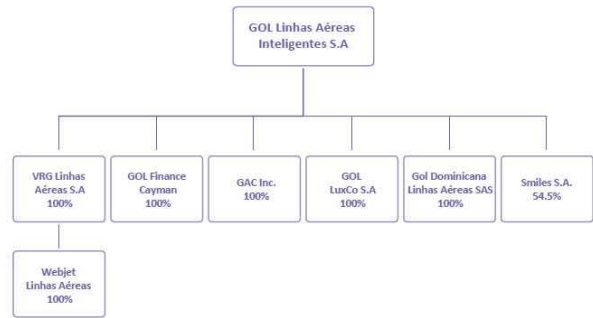 GOL Linhas Aéreas
Inteligentes S.A
VRG Linhas
Aéreas S.A
100%
GOL Finance
Cayman
100%
GAC Inc.
100%
GOL
LuxCo S.A
100%
Gol Dominicana
Linhas Aéreas SAS
100%
Smiles S.A.
54.5%
Webjet
Linhas Aéreas
100%